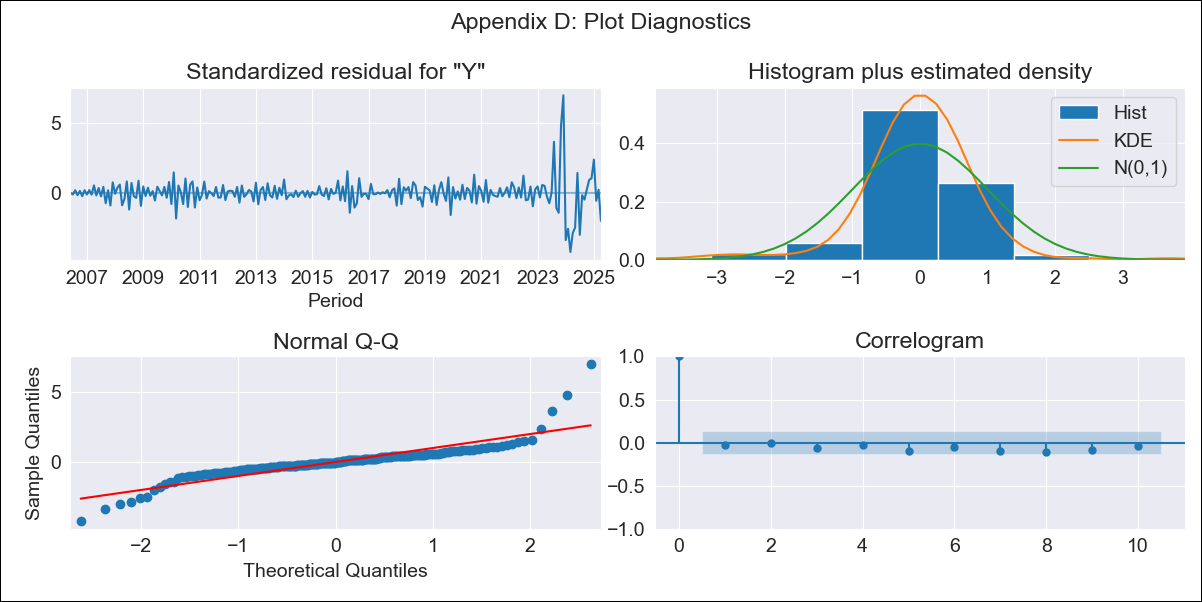 Appendix D: Plot Diagnostics
Standardized residual for "Y"
5
0
2007 2009 2011 2013 2015 2017 2019 2021 2023 2025
Period
Histogram plus estimated density
Hist
KDE
N(0,1)
0.4
0.2
0.0
−3 −2 −1 0 1 2 3
Normal Q-Q
Sample Quantiles
5
0
−2 −1 0 1 2
Theoretical Quantiles
Correlogram
1.0
0.5
0.0
−0.5
−1.0
0 2 4 6 8 10